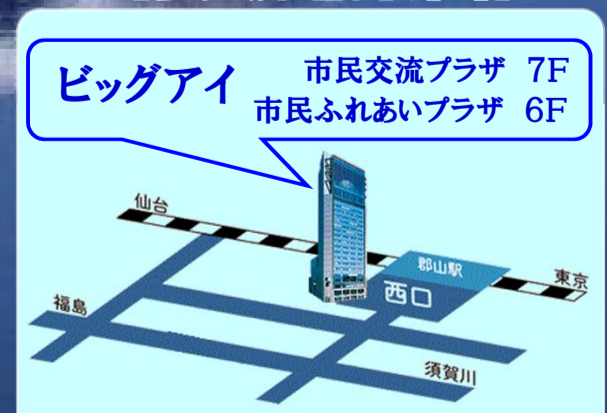 ビッグアイ
市民交流プラザ 7F
市民ふれあいプラザ 6F
仙台
郡山駅
東京
西口
福島
須賀川